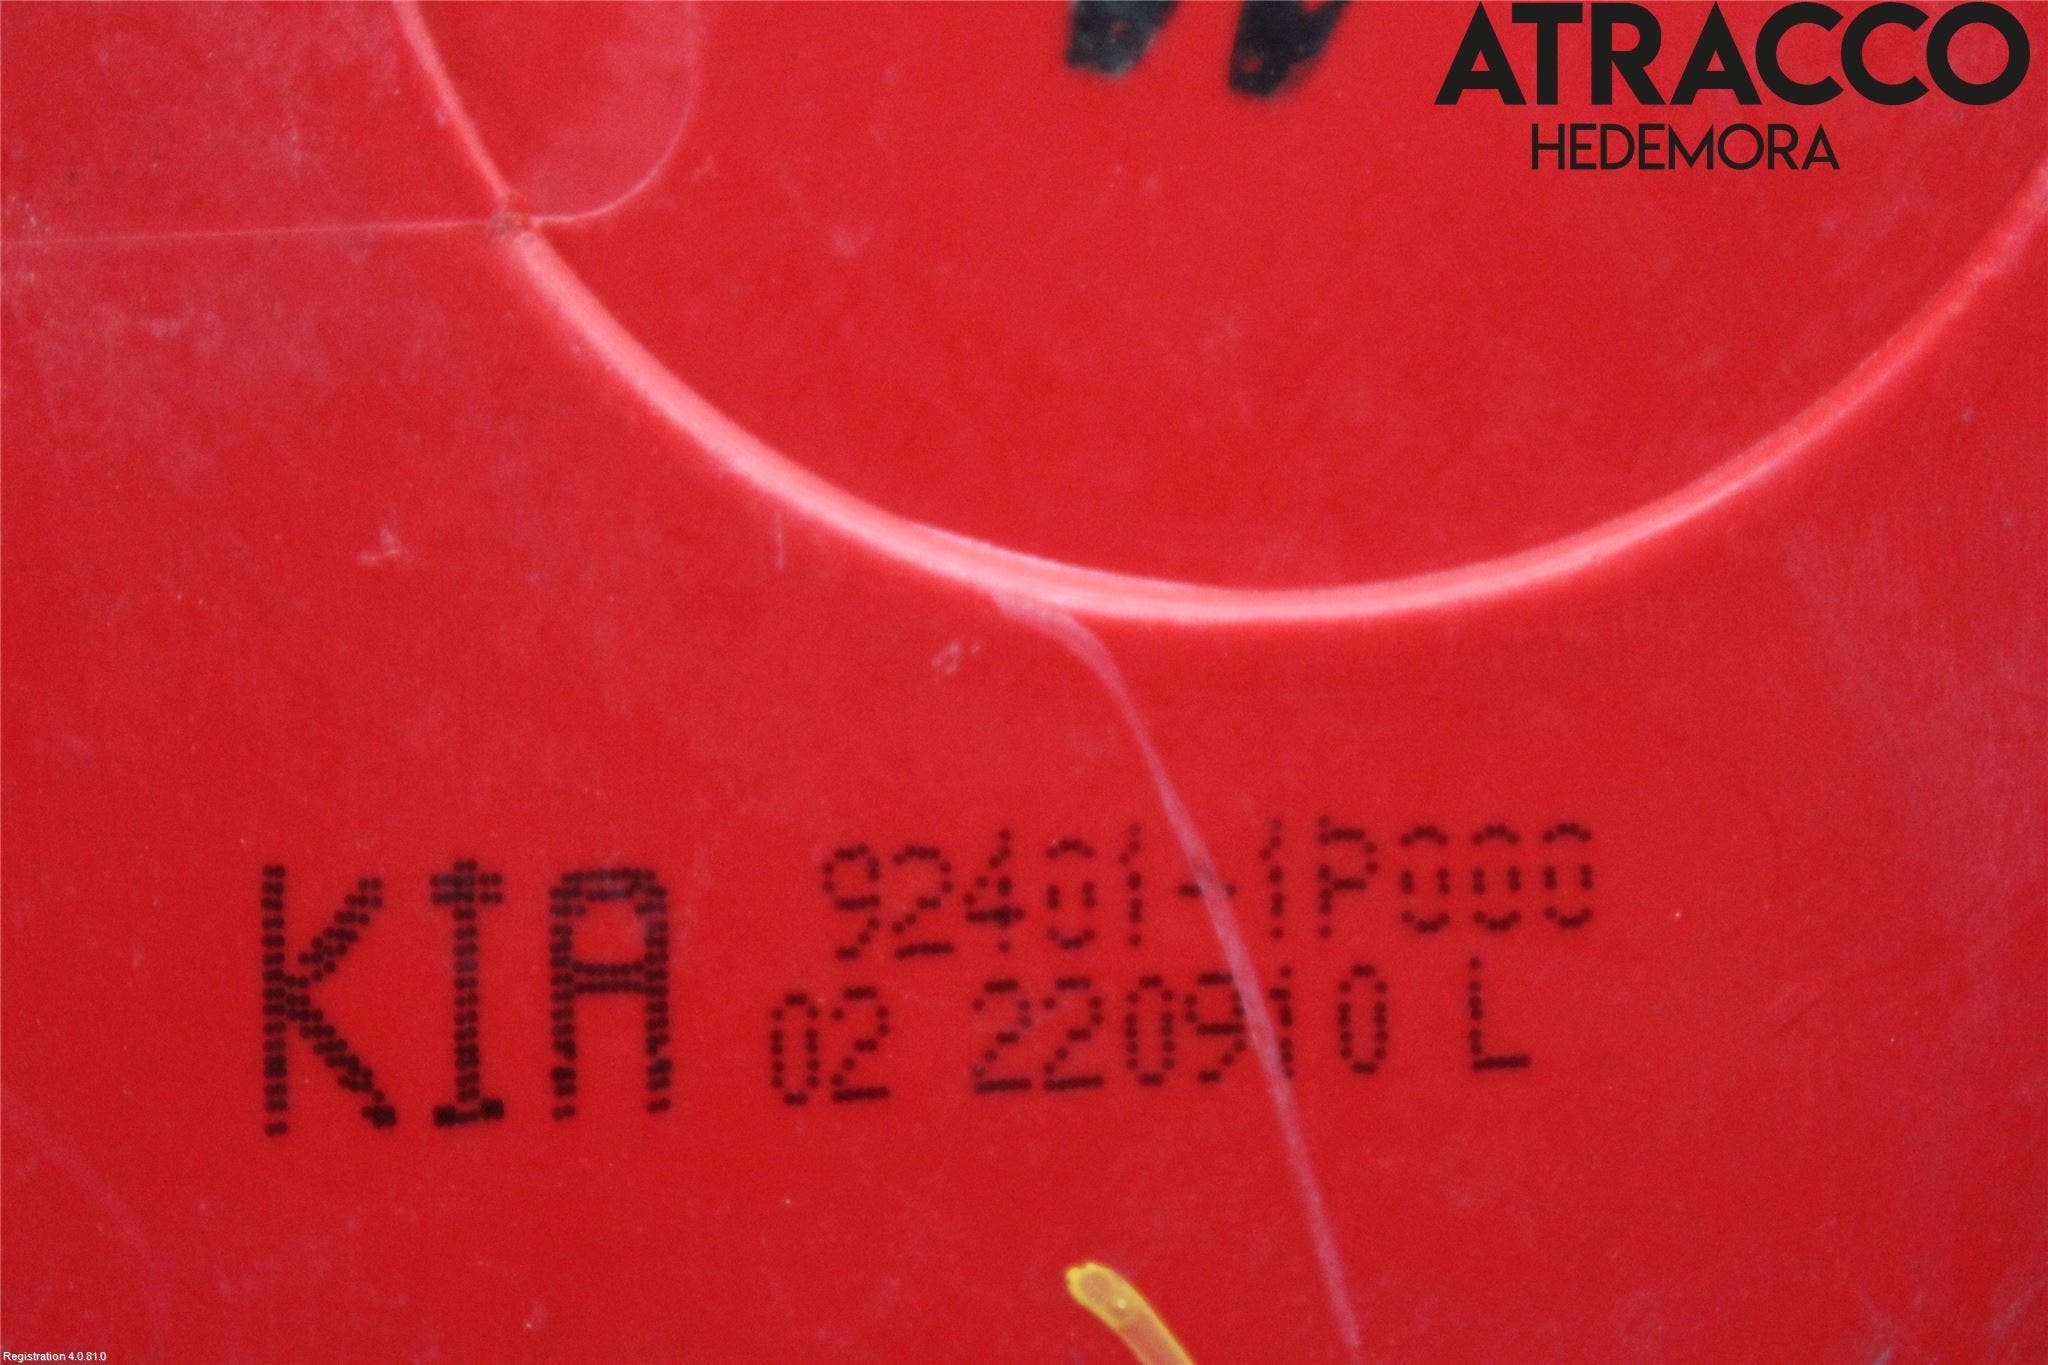 ATRACCO
HEDEMORA
KIA 92401-1P000
02 220910 L
Registration 4.0.81.0